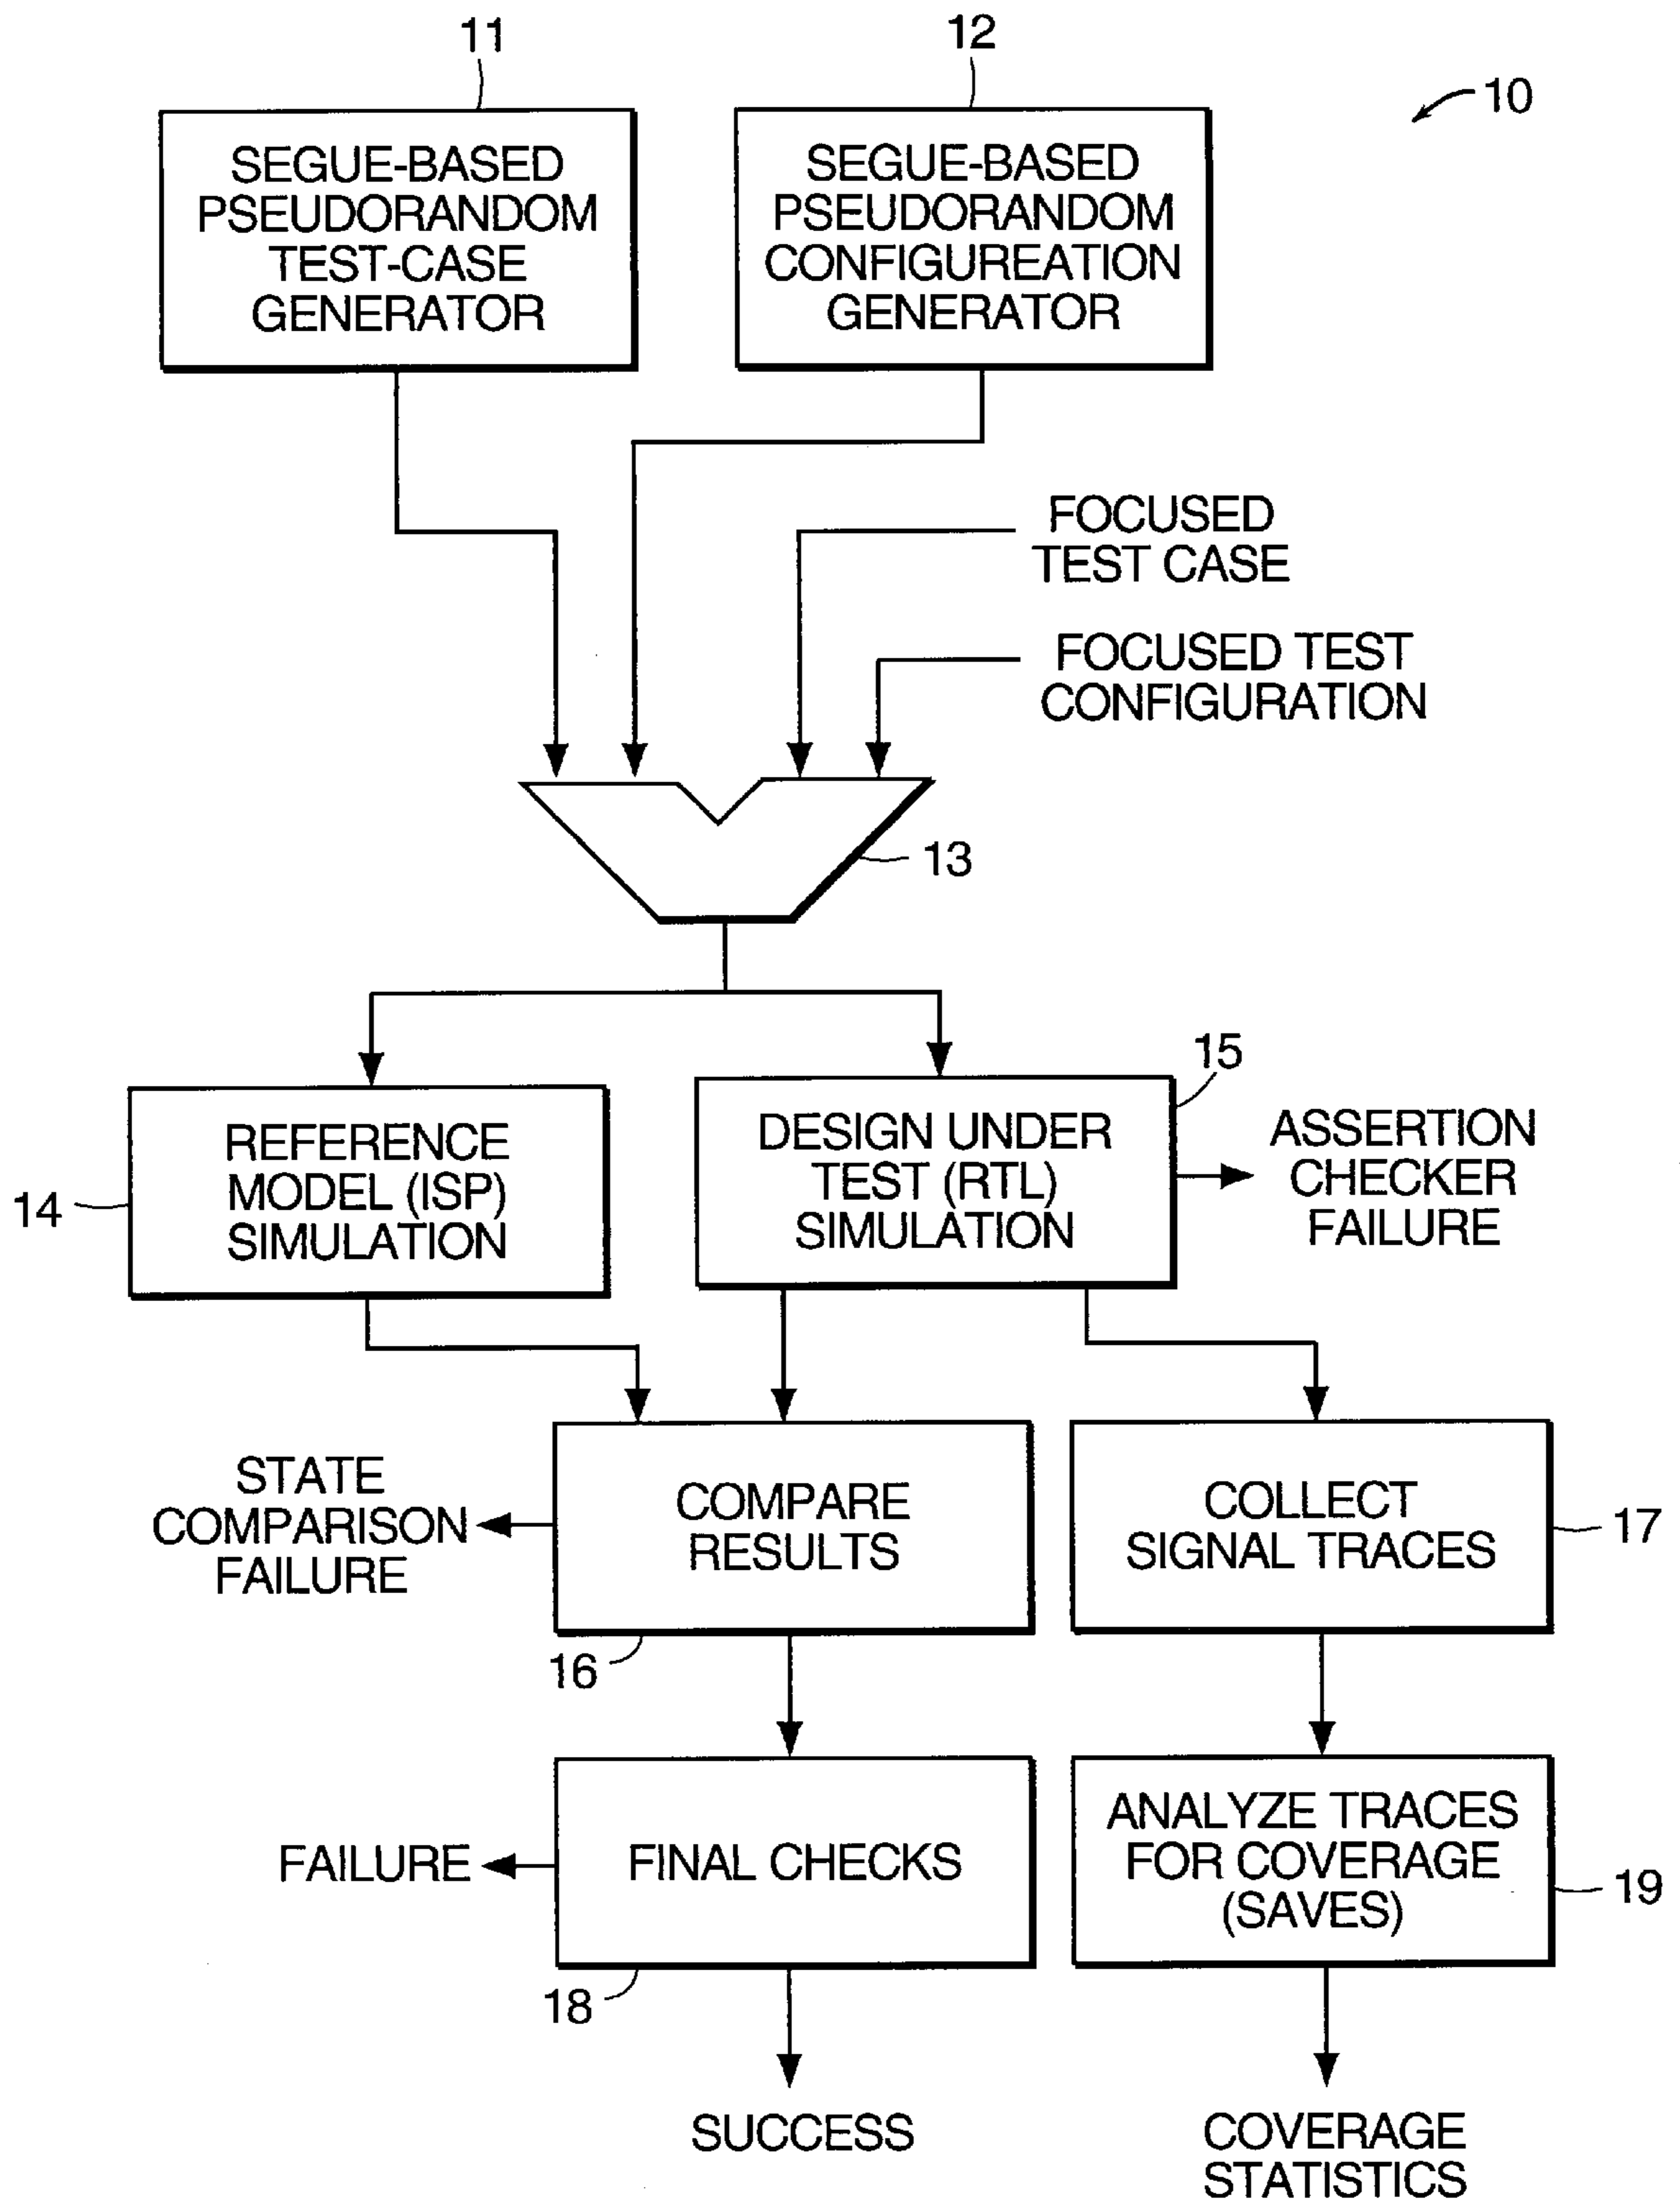 11
12
10
SEGUE-BASED
PSEUDORANDOM
TEST-CASE
GENERATOR
SEGUE-BASED
PSEUDORANDOM
CONFIGUREATION
GENERATOR
FOCUSED
TEST CASE
FOCUSED TEST
CONFIGURATION
13
15
REFERENCE
MODEL (ISP)
SIMULATION
14
DESIGN UNDER
TEST (RTL)
SIMULATION
ASSERTION
CHECKER
FAILURE
STATE
COMPARISON
FAILURE
COMPARE
RESULTS
16
COLLECT
SIGNAL TRACES
17
FAILURE
FINAL CHECKS
18
ANALYZE TRACES
FOR COVERAGE
(SAVES)
19
SUCCESS
COVERAGE
STATISTICS